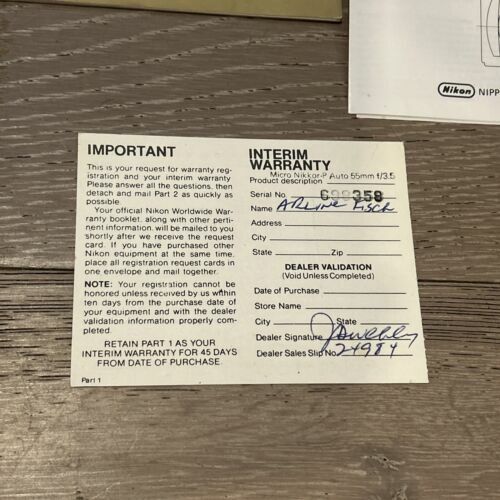 Nikon NIPP
IMPORTANT
This is your request for warranty reg-
istration and your interim warranty
Please answer all the questions, then
detach and mail Part 2 as quickly as
possible.
Your official Nikon Worldwide War-
ranty booklet, along with other perti-
nent information, will be mailed to you
shortly after we receive the request
card. If you have purchased other
Nikon equipment at the same time,
place all registration request cards in
one envelope and mail together.
NOTE: Your registration cannot be
honored unless received by us within
ten days from the purchase date of
your equipment and with the dealer
validation information properly com-
pleted.
RETAIN PART 1 AS YOUR
INTERIM WARRANTY FOR 45 DAYS
FROM DATE OF PURCHASE.
Part 1
INTERIM
WARRANTY
Micro Nikkor-P Auto 55mm f/3.5
Product description
Serial No. 698358
Name Arline Fisch
Address
City
State Zip
DEALER VALIDATION
(Void Unless Completed)
Date of Purchase
Store Name
City State
Dealer Signature
Dealer Sales Slip No. 24984